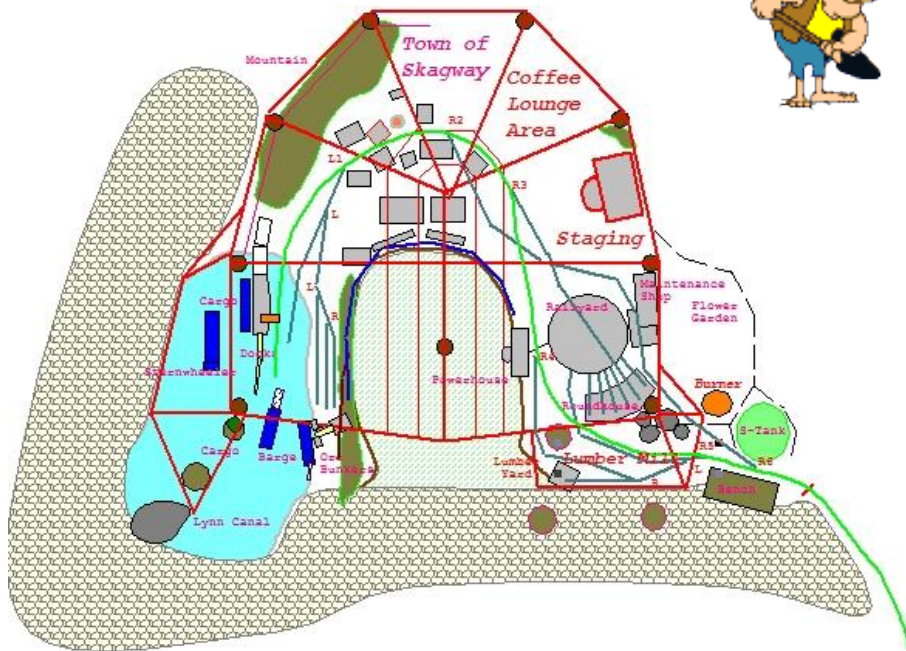 Town of
Skagway
Mountain
Coffee
Lounge
Area
R2
L1
R3
L
Staging
Maintenance
Shop
Flower
Garden
Cargo
L
Railyard
R
Docks
R4
Sternwheeler
Powerhouse
Burner
Roundhouse
S-Tank
Cargo
Barge
Ore
Bunkers
Lumber Mill
R5
Lumber
Yard
L
R6
R
Bench
Lynn Canal